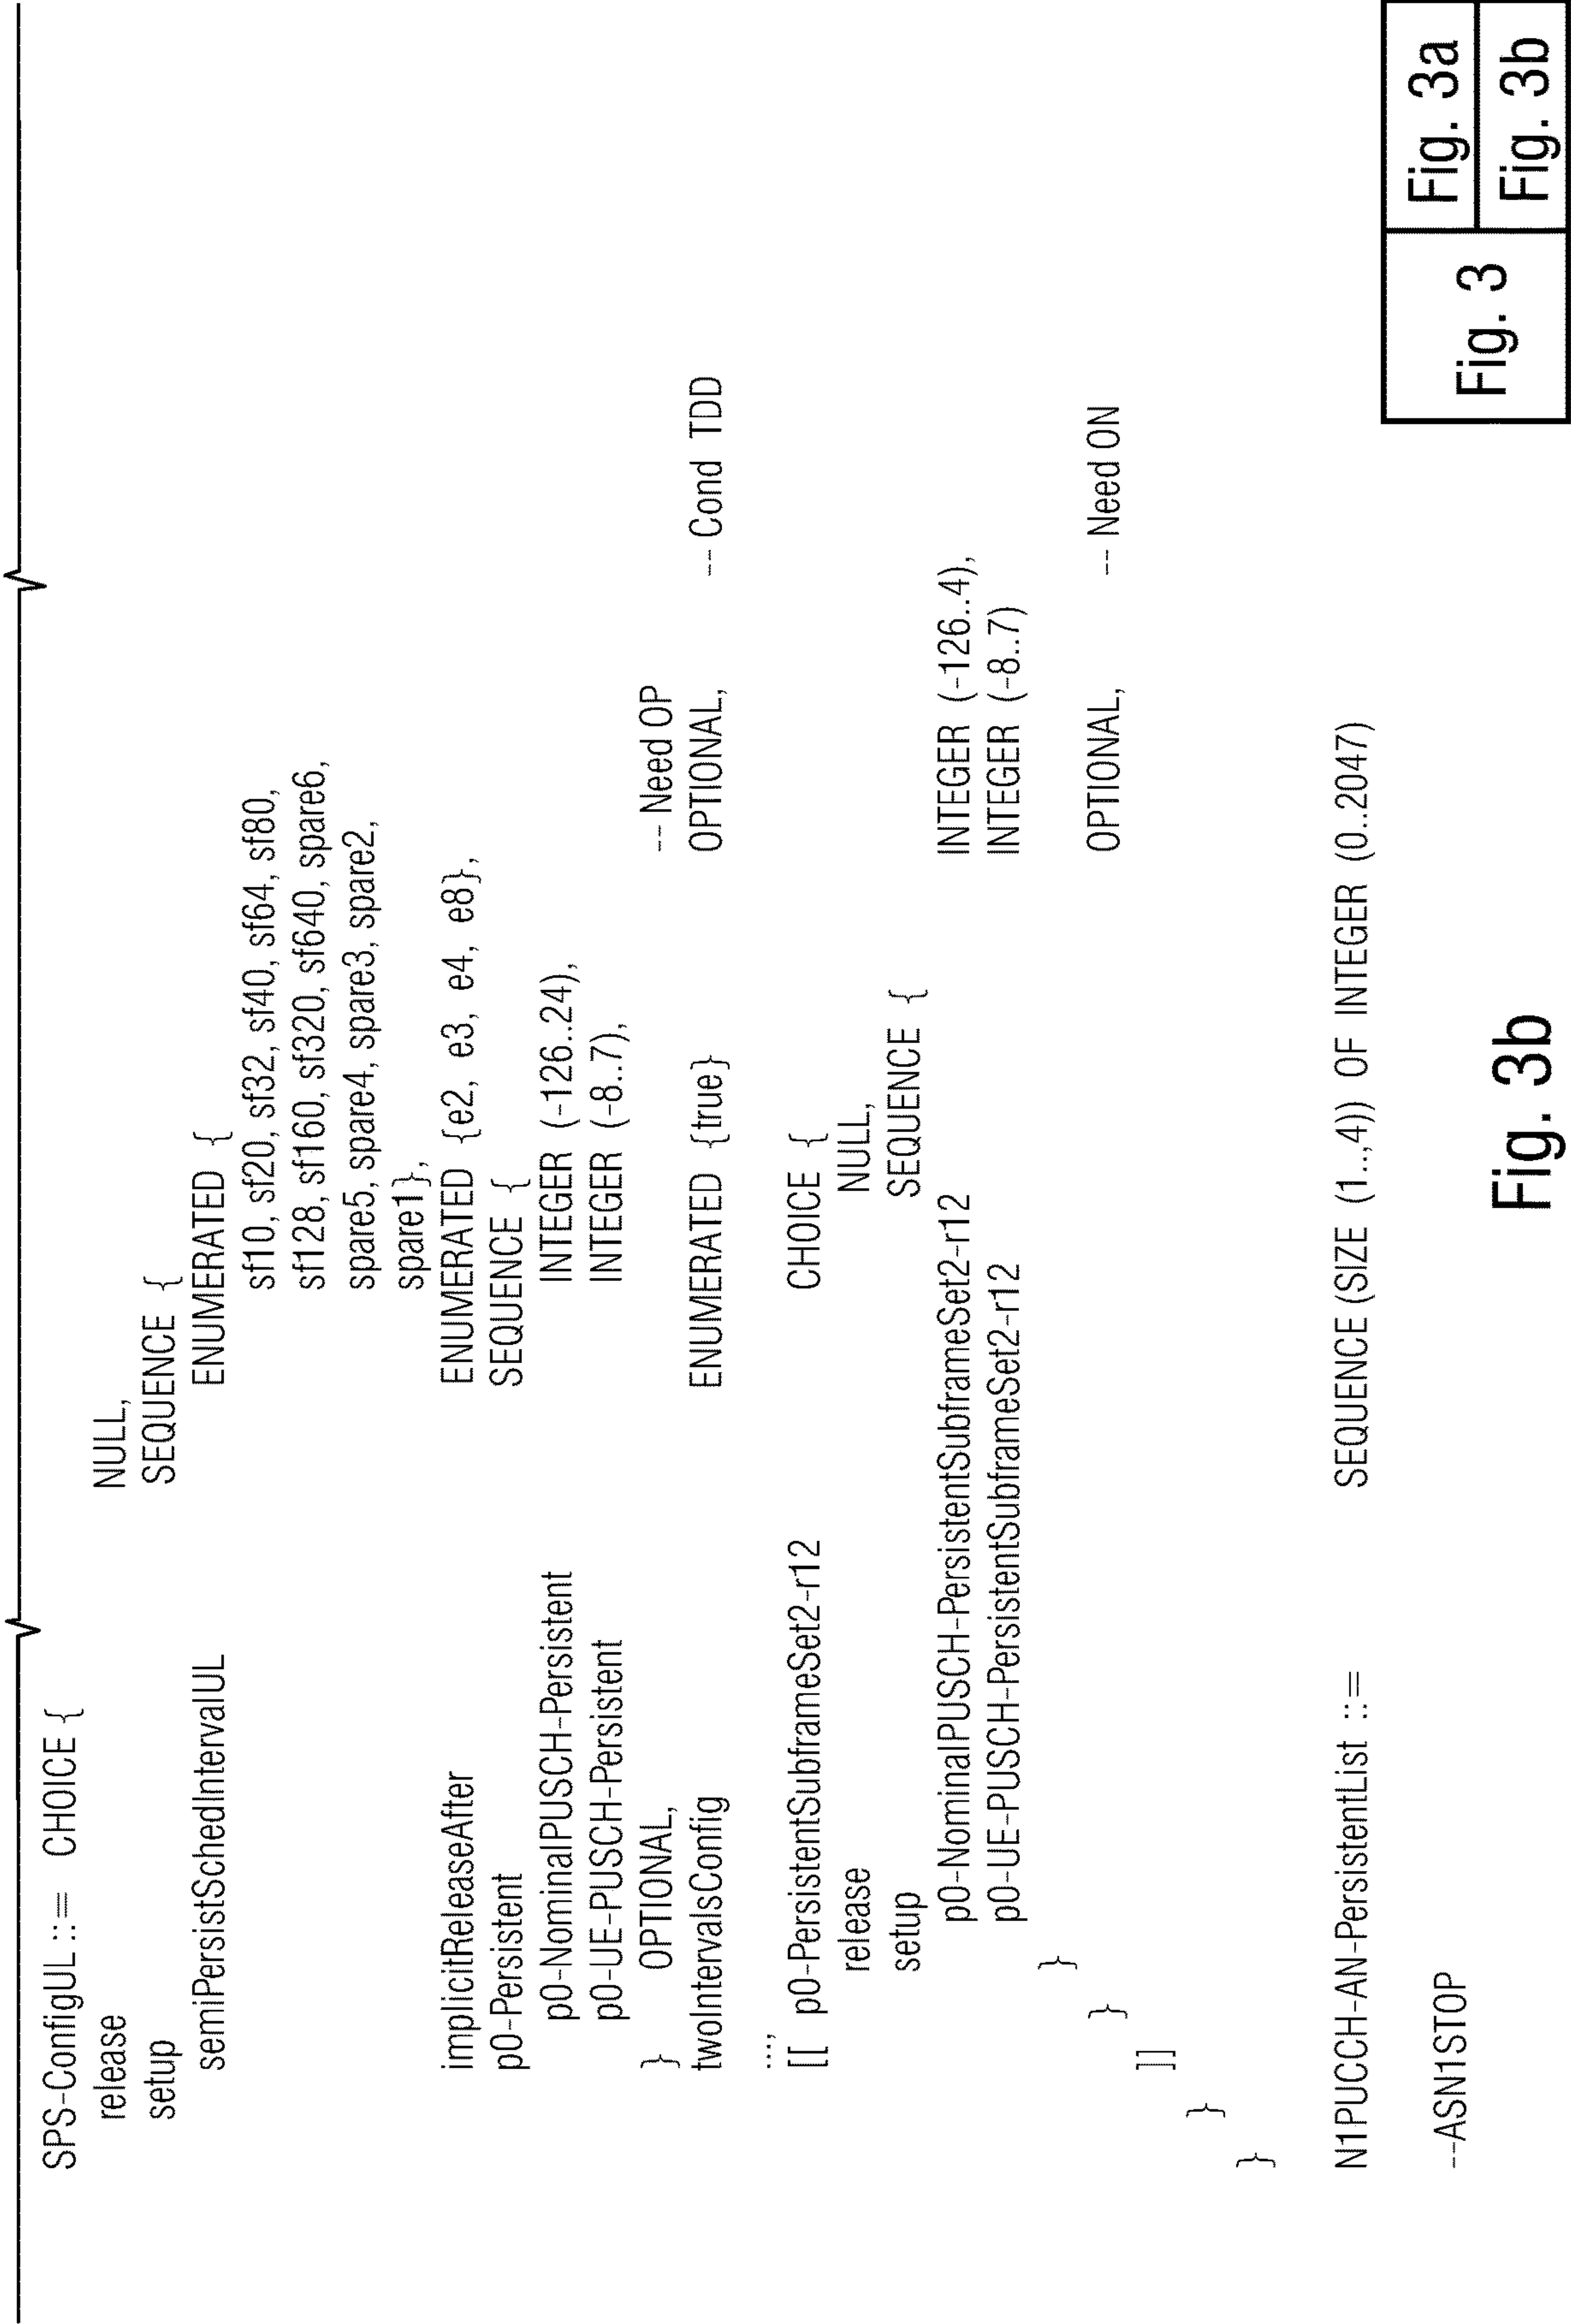 SPS-ConfigUL ::= CHOICE {
release NULL,
setup SEQUENCE {
semiPersistSchedIntervalUL ENUMERATED {
sf10, sf20, sf32, sf40, sf64, sf80,
sf128, sf160, sf320, sf640, spare6,
spare5, spare4, spare3, spare2,
spare1},
implicitReleaseAfter ENUMERATED {e2, e3, e4, e8},
p0-Persistent SEQUENCE {
p0-NominalPUSCH-Persistent INTEGER (-126..24),
p0-UE-PUSCH-Persistent INTEGER (-8..7),
} OPTIONAL, -- Need OP
twoIntervalsConfig ENUMERATED {true} OPTIONAL, -- Cond TDD
...,
[[ p0-PersistentSubframeSet2-r12 CHOICE {
release NULL,
setup SEQUENCE {
p0-NominalPUSCH-PersistentSubframeSet2-r12 INTEGER (-126..4),
p0-UE-PUSCH-PersistentSubframeSet2-r12 INTEGER (-8..7)
}
} OPTIONAL, -- Need ON
]]
}
}
N1PUCCH-AN-PersistentList ::= SEQUENCE (SIZE (1..,4)) OF INTEGER (0..2047)
--ASN1STOP
Fig. 3b
Fig. 3
Fig. 3a
Fig. 3b